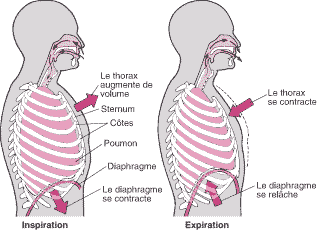 Le thorax
augmente de
volume
Sternum
Côtes
Poumon
Diaphragme
Le diaphragme
se contracte
Inspiration
Le thorax
se contracte
Le diaphragme
se relâche
Expiration